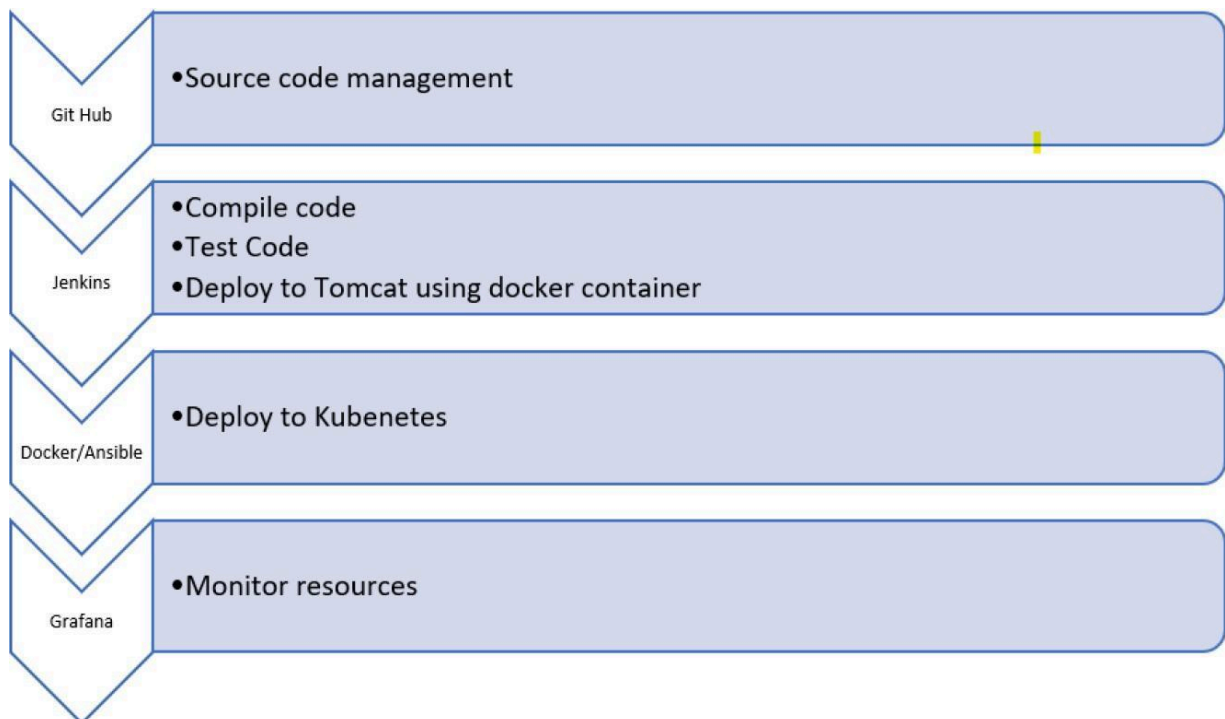 Git Hub
•Source code management
Jenkins
•Compile code
•Test Code
•Deploy to Tomcat using docker container
Docker/Ansible
•Deploy to Kubenetes
Grafana
•Monitor resources